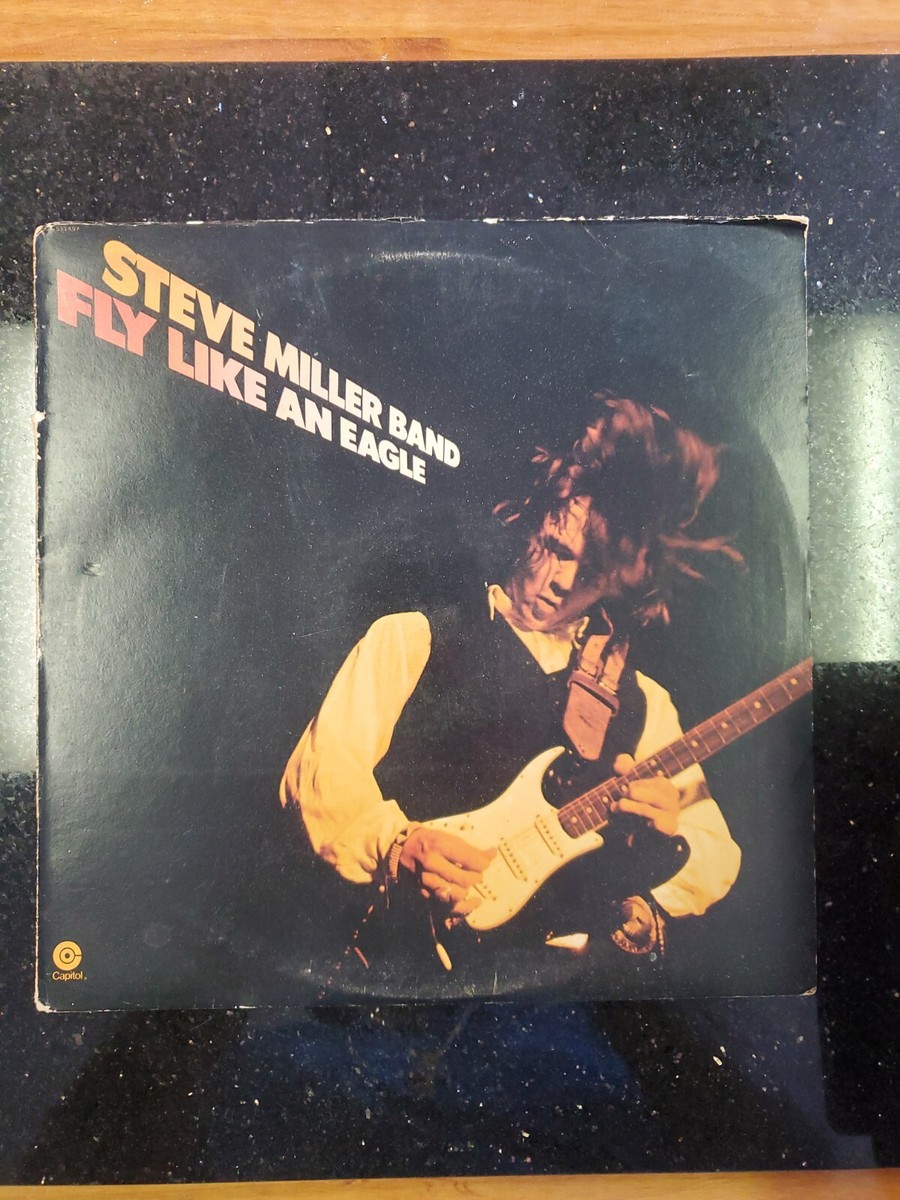 STEVE MILLER BAND
FLY LIKE AN EAGLE
Capitol